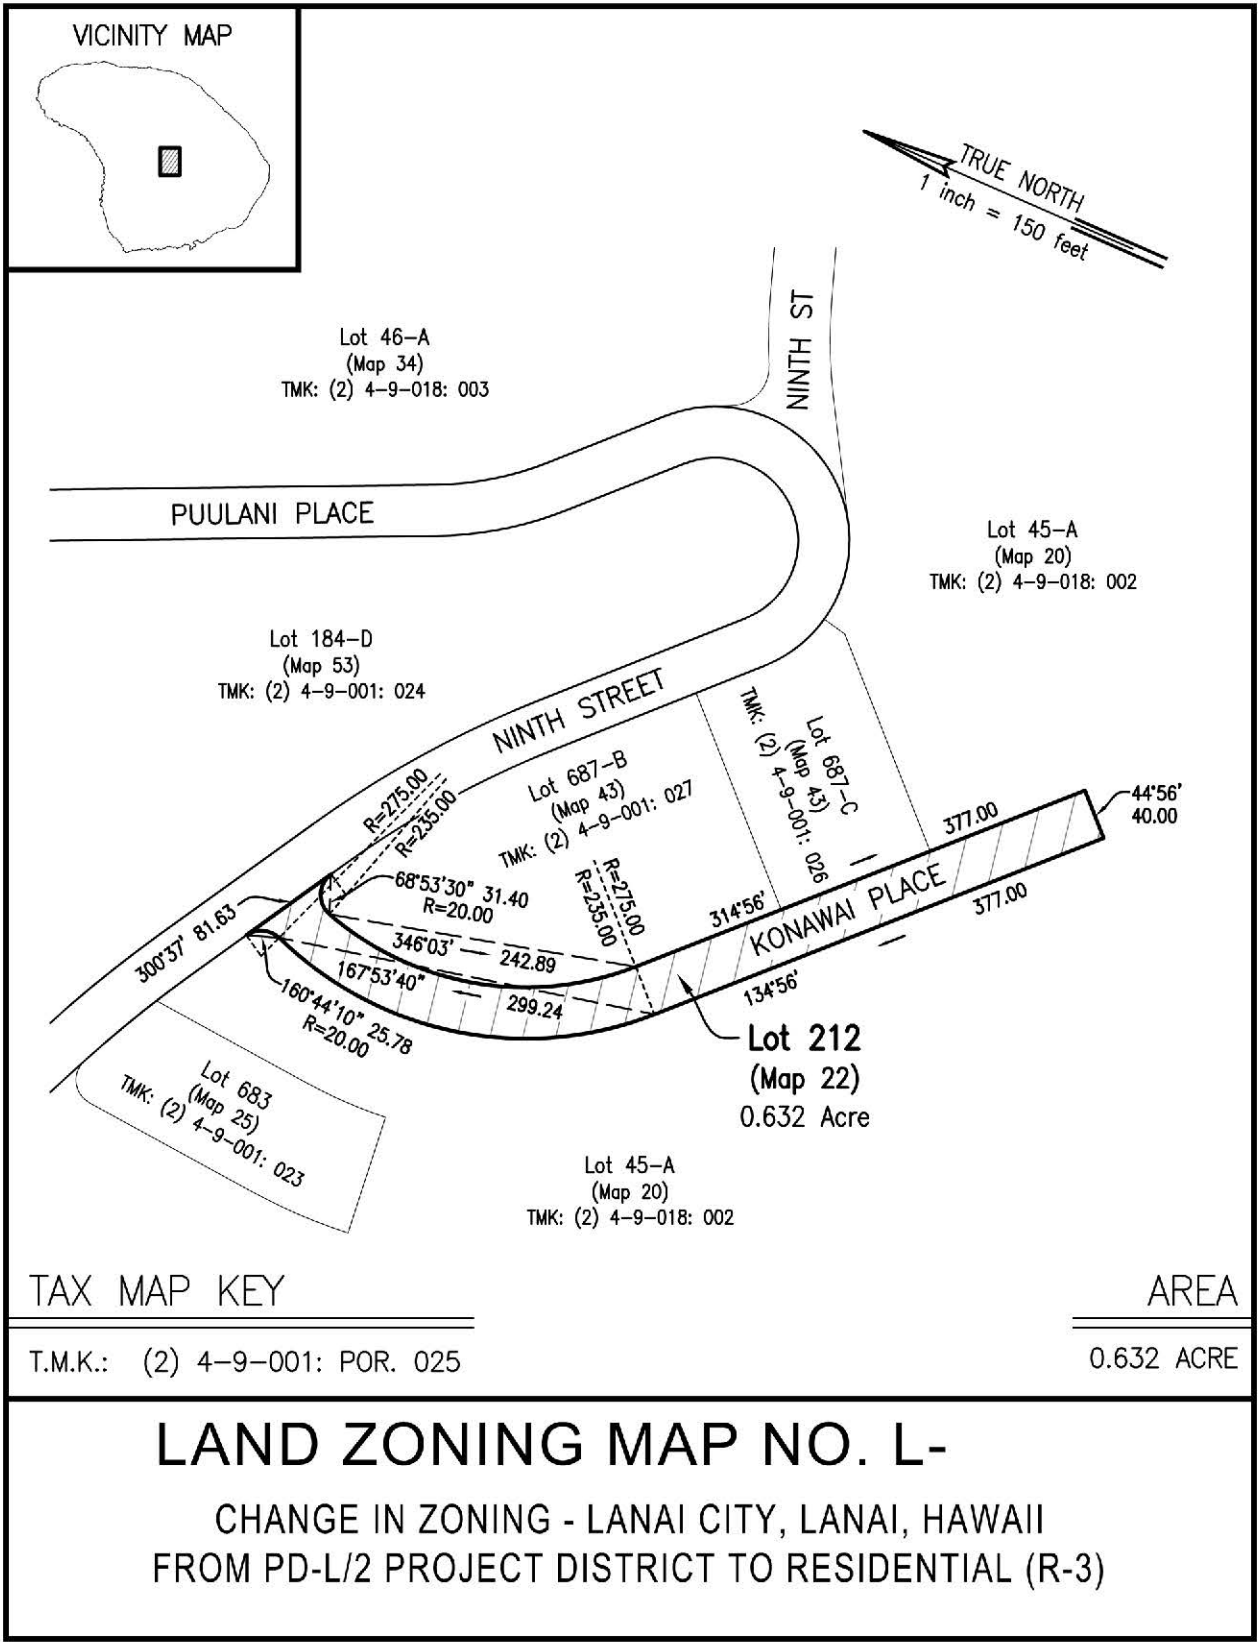 VICINITY MAP
TRUE NORTH
1 inch = 150 feet
NINTH ST
Lot 46-A
(Map 34)
TMK: (2) 4-9-018: 003
PUULANI PLACE
Lot 45-A
(Map 20)
TMK: (2) 4-9-018: 002
Lot 184-D
(Map 53)
TMK: (2) 4-9-001: 024
NINTH STREET
Lot 687-B
(Map 43)
TMK: (2) 4-9-001: 027
Lot 687-C
(Map 43)
TMK: (2) 4-9-001: 026
R=275.00
R=235.00
377.00
44°56'
40.00
68°53'30" 31.40
R=20.00
R=275.00
R=235.00
314°56'
KONAWAI PLACE
377.00
134°56'
300°37' 81.63
346°03' 242.89
167°53'40" 299.24
160°44'10" 25.78
R=20.00
Lot 212
(Map 22)
0.632 Acre
Lot 683
(Map 25)
TMK: (2) 4-9-001: 023
Lot 45-A
(Map 20)
TMK: (2) 4-9-018: 002
TAX MAP KEY
AREA
T.M.K.: (2) 4-9-001: POR. 025
0.632 ACRE
LAND ZONING MAP NO. L-
CHANGE IN ZONING - LANAI CITY, LANAI, HAWAII
FROM PD-L/2 PROJECT DISTRICT TO RESIDENTIAL (R-3)